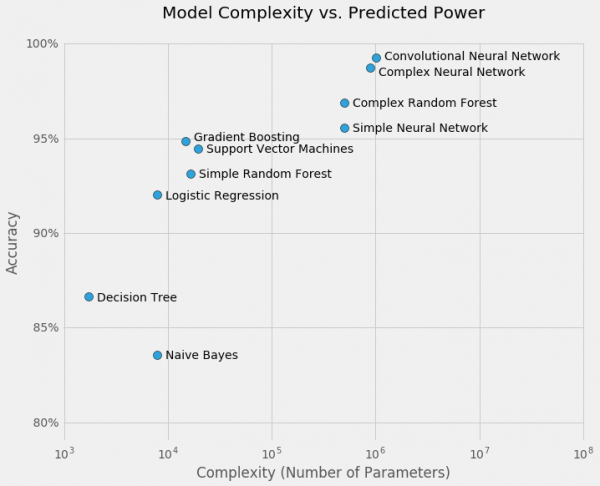 Model Complexity vs. Predicted Power
100%
95%
90%
85%
80%
Accuracy
Convolutional Neural Network
Complex Neural Network
Complex Random Forest
Simple Neural Network
Gradient Boosting
Support Vector Machines
Simple Random Forest
Logistic Regression
Decision Tree
Naive Bayes
10³ 10⁴ 10⁵ 10⁶ 10⁷ 10⁸
Complexity (Number of Parameters)